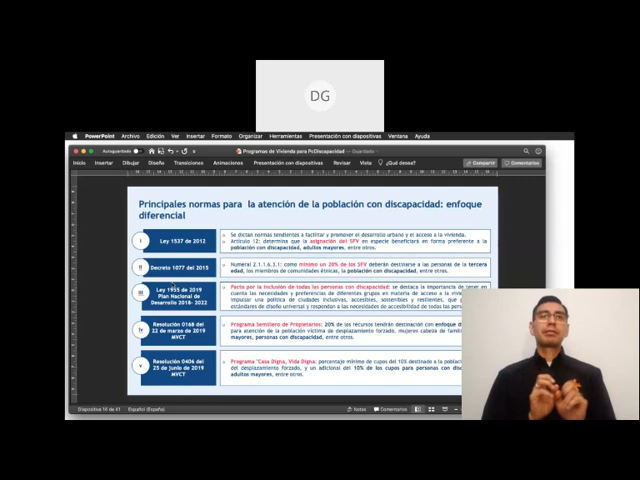 DG
PowerPoint Archivo Edición Ver Insertar Formato Organizar Herramientas Presentación con diapositivas Ventana Ayuda
Autoguardado
Programas de Vivienda para PcDiscapacidad — Guardado
Inicio Insertar Dibujar Diseño Transiciones Animaciones Presentación con diapositivas Revisar Vista ¿Qué desea? Compartir Comentarios
Principales normas para la atención de la población con discapacidad: enfoque
diferencial
I
Ley 1537 de 2012
Se dictan normas tendientes a facilitar y promover el desarrollo urbano y el acceso a la vivienda.
Artículo 12: determina que la asignación del SFV en especie beneficiará en forma preferente a la
población con discapacidad, adultos mayores, entre otros.
II
Decreto 1077 del 2015
Numeral 2.1.1.6.3.1: como mínimo un 20% de los SFV deberán destinarse a las personas de la tercera
edad, los miembros de comunidades étnicas, la población con discapacidad, entre otros.
III
Ley 1955 de 2019
Plan Nacional de
Desarrollo 2018- 2022
Pacto por la inclusión de todas las personas con discapacidad: se destaca la importancia de tener en
cuenta las necesidades y preferencias de diferentes grupos en materia de acceso a la
impulsar una política de ciudades inclusivas, accesibles, sostenibles y resilientes, que
estándares de diseño universal y respondan a las necesidades de accesibilidad de todas las
IV
Resolución 0168 del
22 de marzo de 2019
MVCT
Programa Semillero de Propietarios: 20% de los recursos tendrán destinación con enfoque
para atención de la población víctima de desplazamiento forzado, mujeres cabeza de
mayores, personas con discapacidad, entre otros.
V
Resolución 0406 del
25 de junio de 2019
MVCT
Programa "Casa Digna, Vida Digna: porcentaje mínimo de cupos del 10% destinado a la
del desplazamiento forzado, y un adicional del 10% de los cupos para personas con
adultos mayores, entre otros.
Diapositiva 10 de 41 Español (España) Notas Comentarios